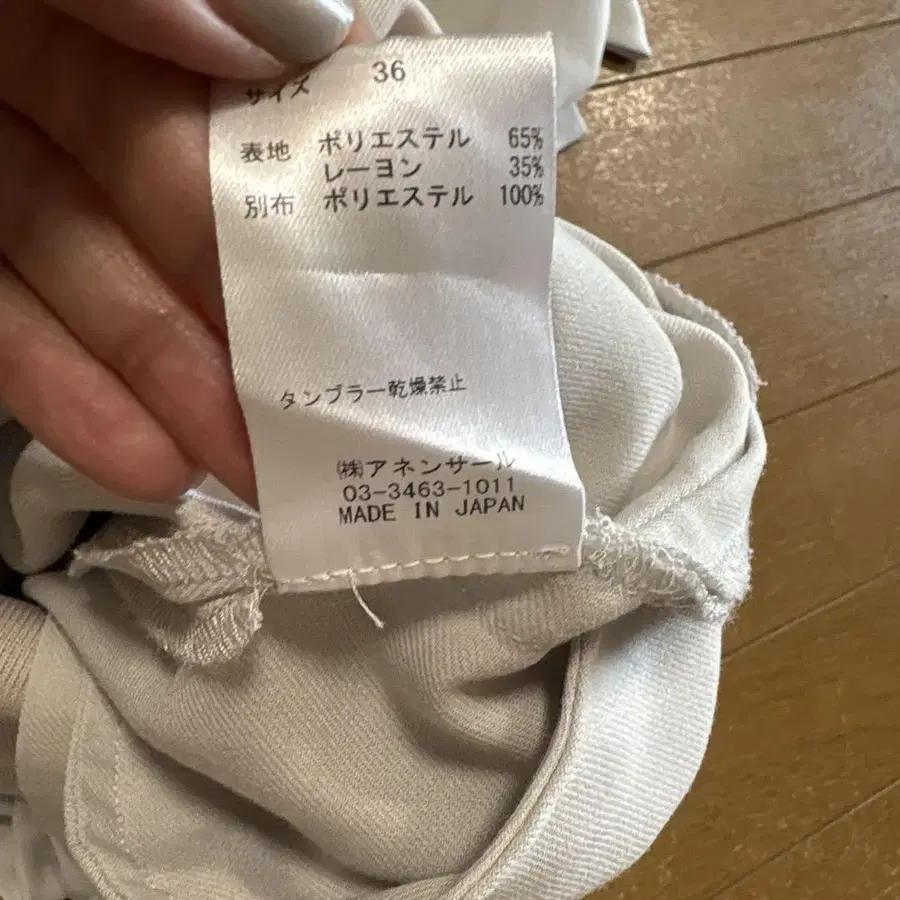 サイズ 36
表地 ポリエステル 65%
レーヨン 35%
別布 ポリエステル 100%
タンブラー乾燥禁止
㈱アネンサール
03-3463-1011
MADE IN JAPAN